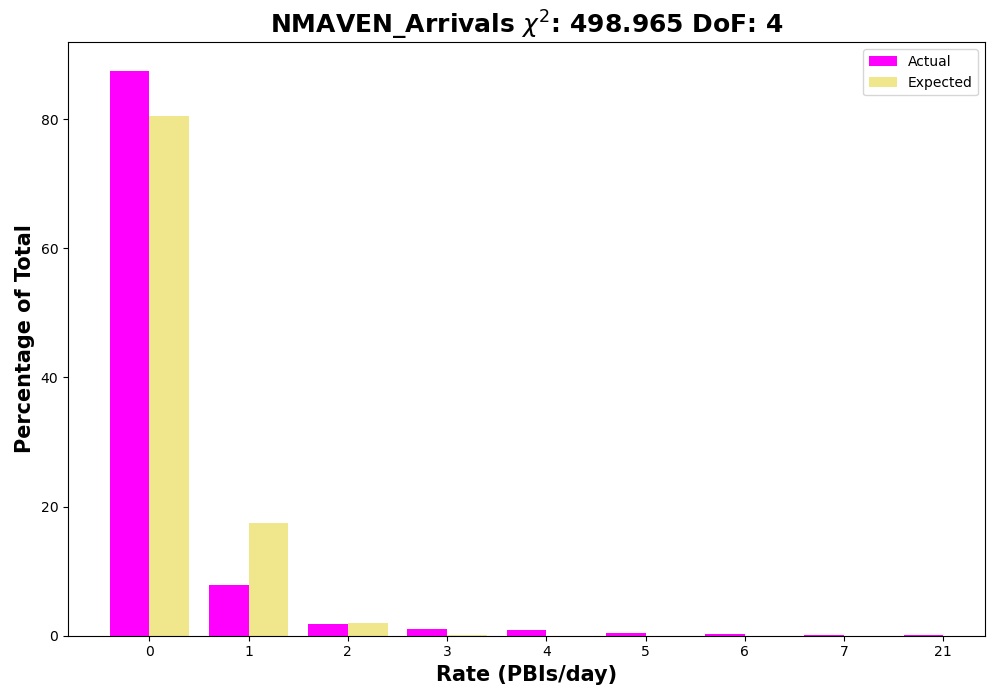 NMAVEN_Arrivals χ²: 498.965 DoF: 4
Actual
Expected
Percentage of Total
80
60
40
20
0
0 1 2 3 4 5 6 7 21
Rate (PBIs/day)